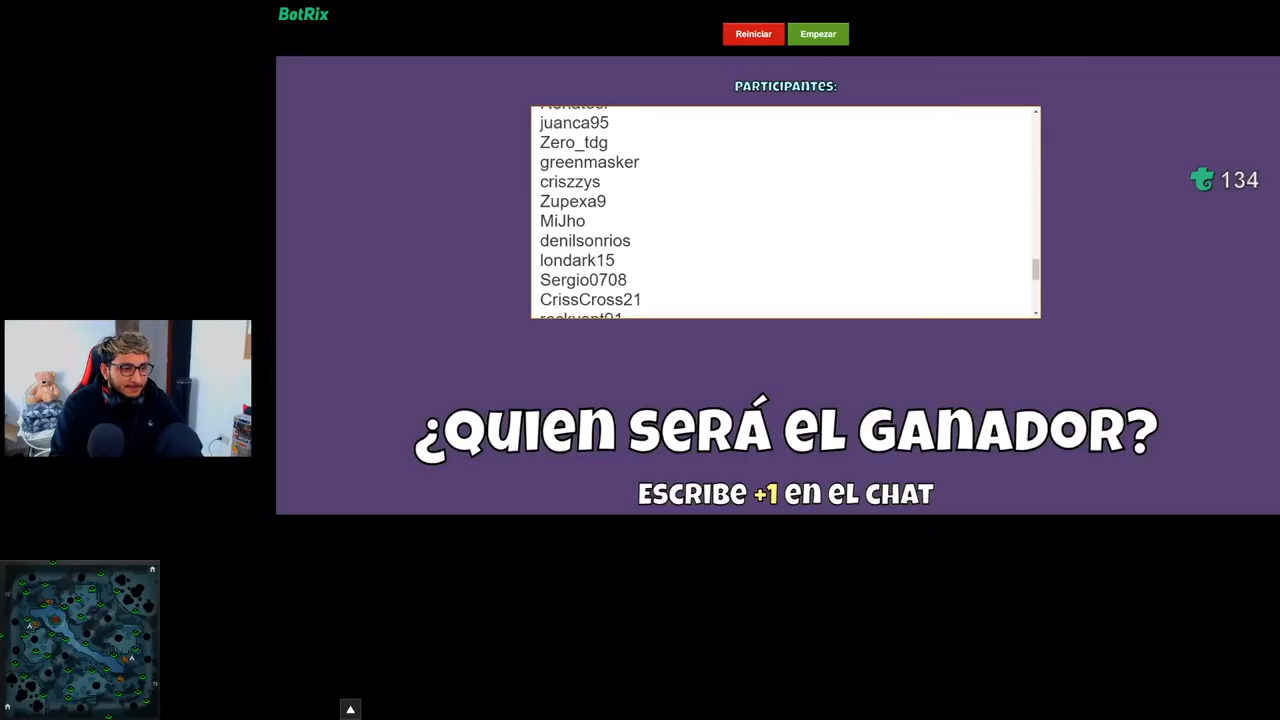 BotRix
Reiniciar
Empezar
PARTICIPANTES:
juanca95
Zero_tdg
greenmasker
criszzys
Zupexa9
MiJho
denilsonrios
londark15
Sergio0708
CrissCross21
134
¿QUIEN SERÁ EL GANADOR?
ESCRIBE +1 EN EL CHAT